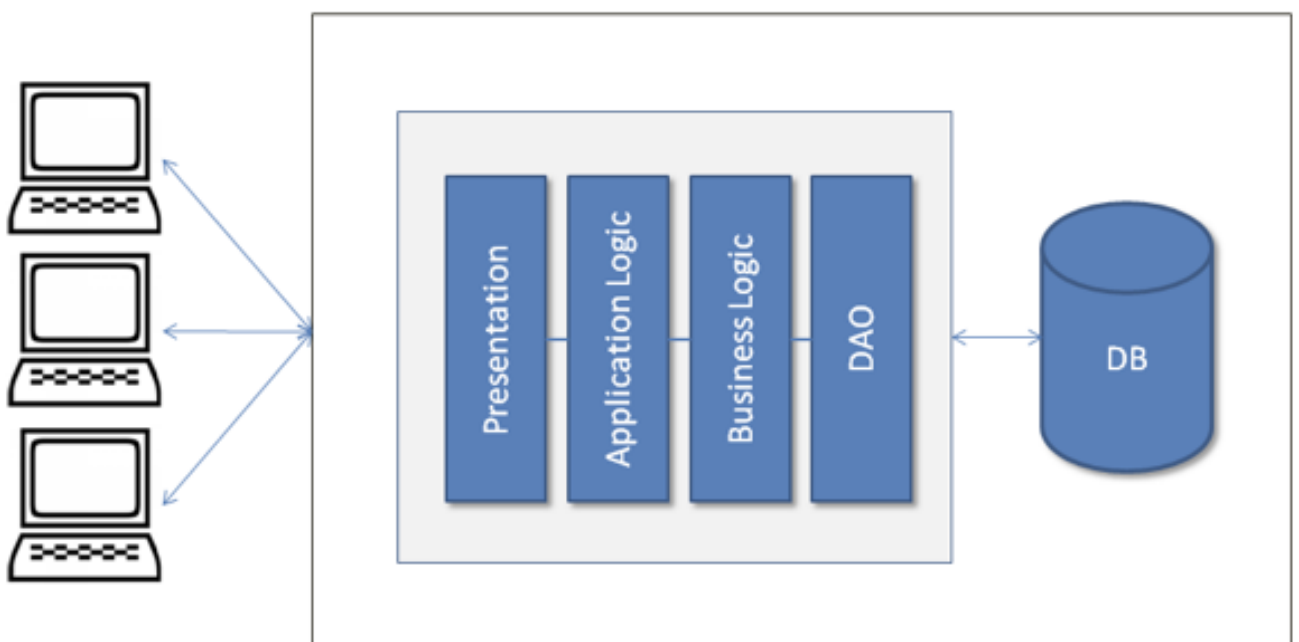 Presentation
Application Logic
Business Logic
DAO
DB